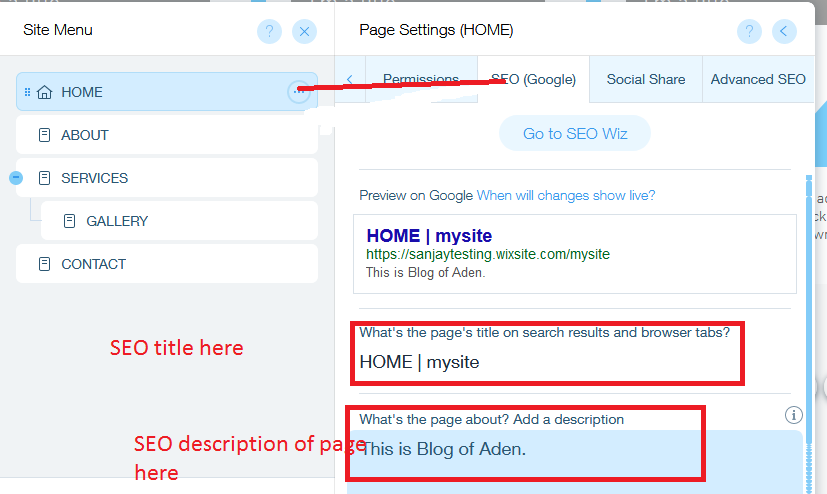 Site Menu
?
HOME
ABOUT
SERVICES
GALLERY
CONTACT
SEO title here
SEO description of page
here
Page Settings (HOME)
?
Permissions
SEO (Google)
Social Share
Advanced SEO
Go to SEO Wiz
Preview on Google When will changes show live?
HOME | mysite
https://sanjaytesting.wixsite.com/mysite
This is Blog of Aden.
What's the page's title on search results and browser tabs?
HOME | mysite
What's the page about? Add a description
i
This is Blog of Aden.